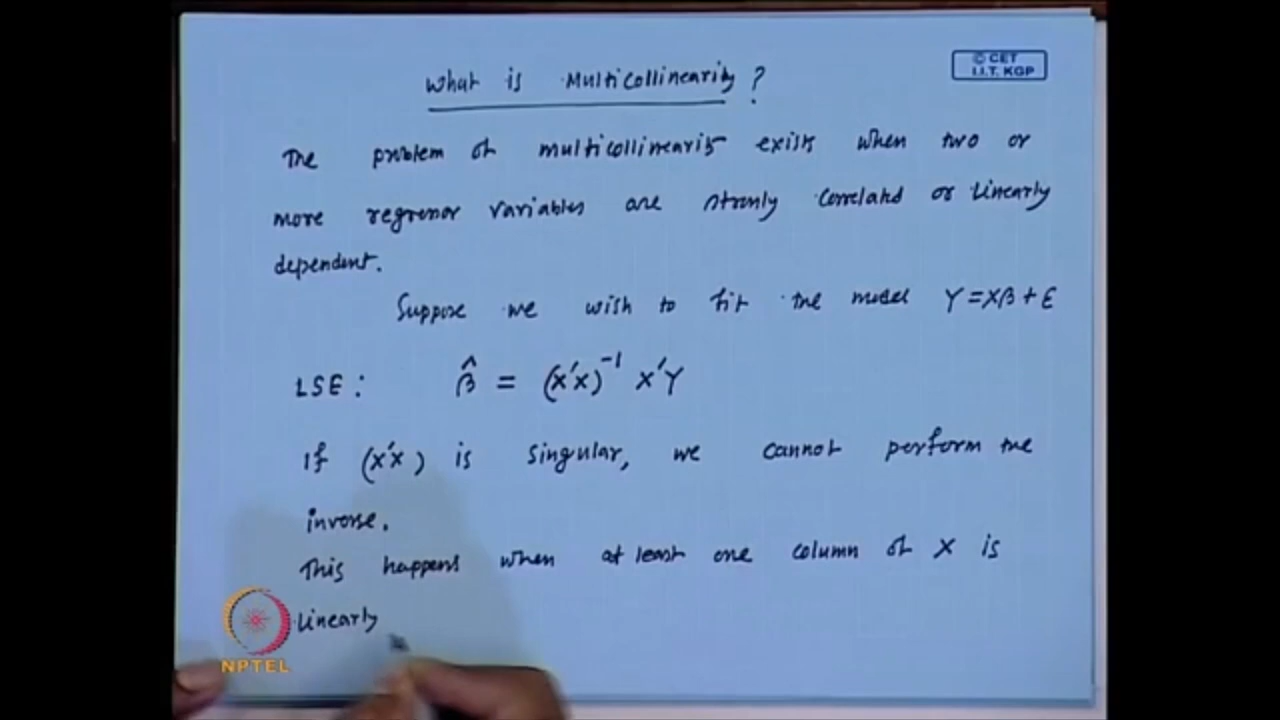 What is Multicollinearity ?
© CET
I.I.T. KGP
The problem of multicollinearity exists when two or
more regressor variables are strongly correlated or linearly
dependent.
Suppose we wish to fit the model Y = Xβ + ε
LSE : β̂ = (X'X)⁻¹ X'Y
If (X'X) is singular, we cannot perform the
inverse.
This happens when at least one column of X is
linearly
NPTEL